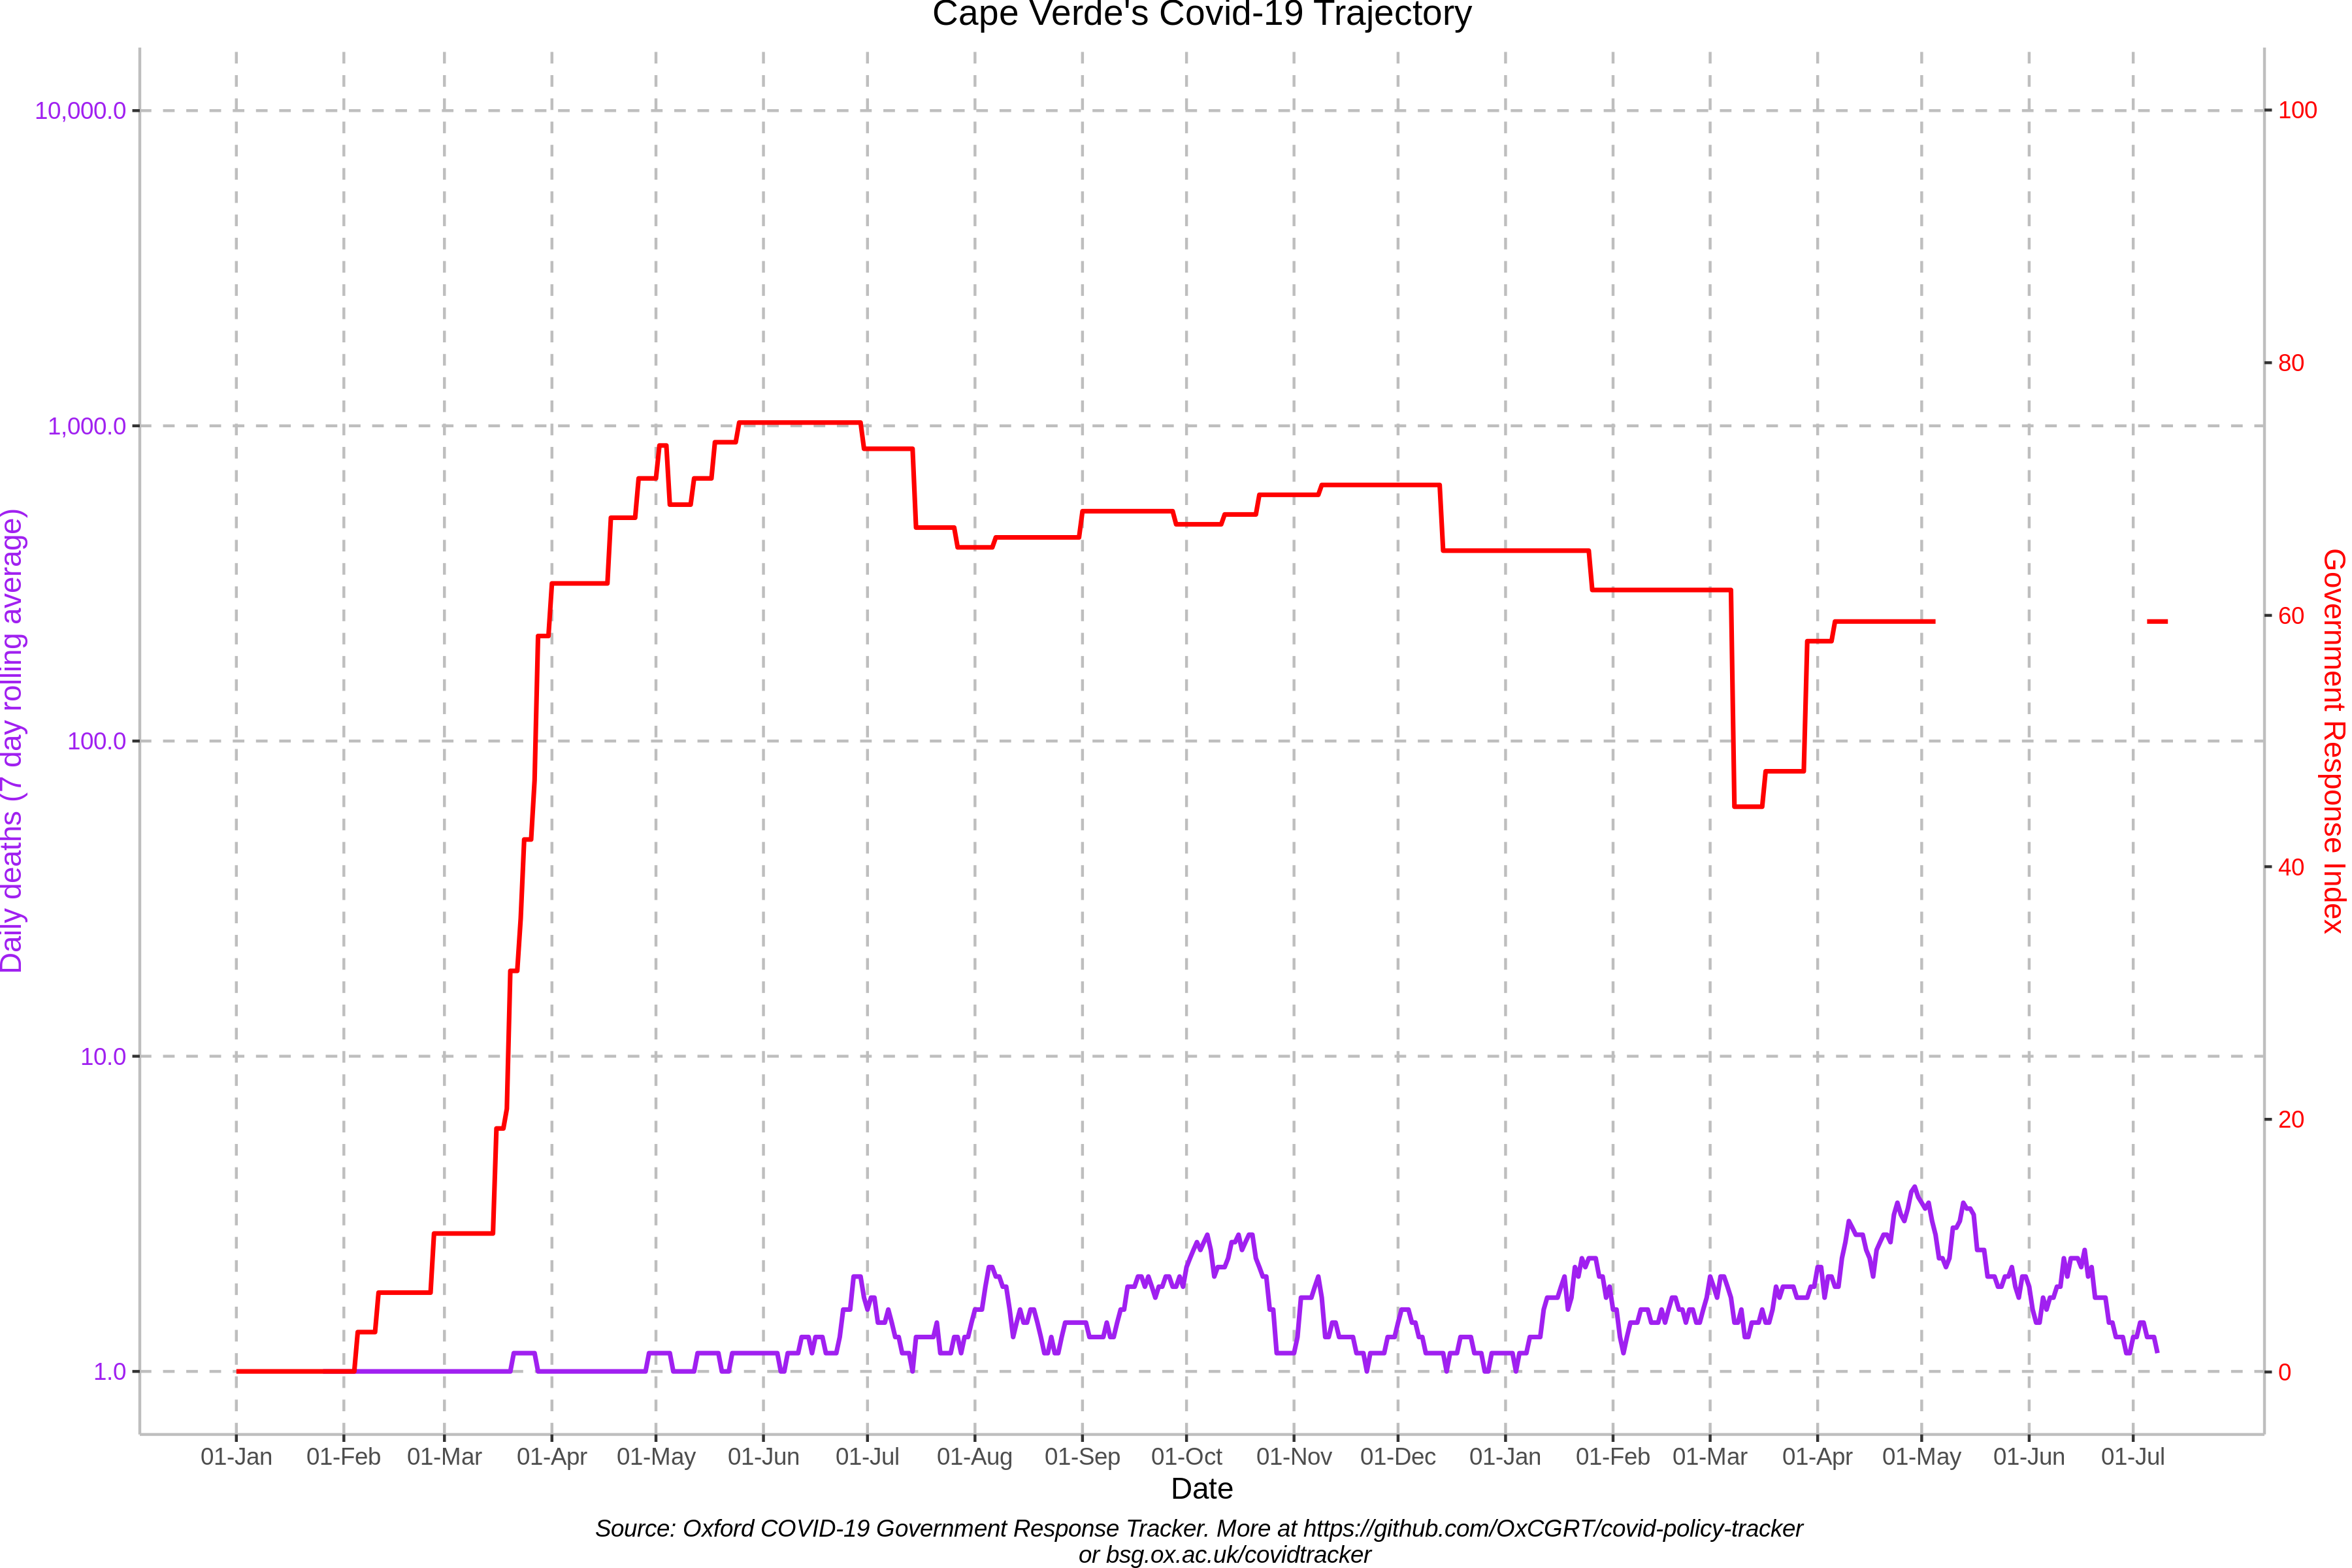 Cape Verde's Covid-19 Trajectory
10,000.0
1,000.0
100.0
10.0
1.0
Daily deaths (7 day rolling average)
100
80
60
40
20
0
Government Response Index
01-Jan 01-Feb 01-Mar 01-Apr 01-May 01-Jun 01-Jul 01-Aug 01-Sep 01-Oct 01-Nov 01-Dec 01-Jan 01-Feb 01-Mar 01-Apr 01-May 01-Jun 01-Jul
Date
Source: Oxford COVID-19 Government Response Tracker. More at https://github.com/OxCGRT/covid-policy-tracker
or bsg.ox.ac.uk/covidtracker